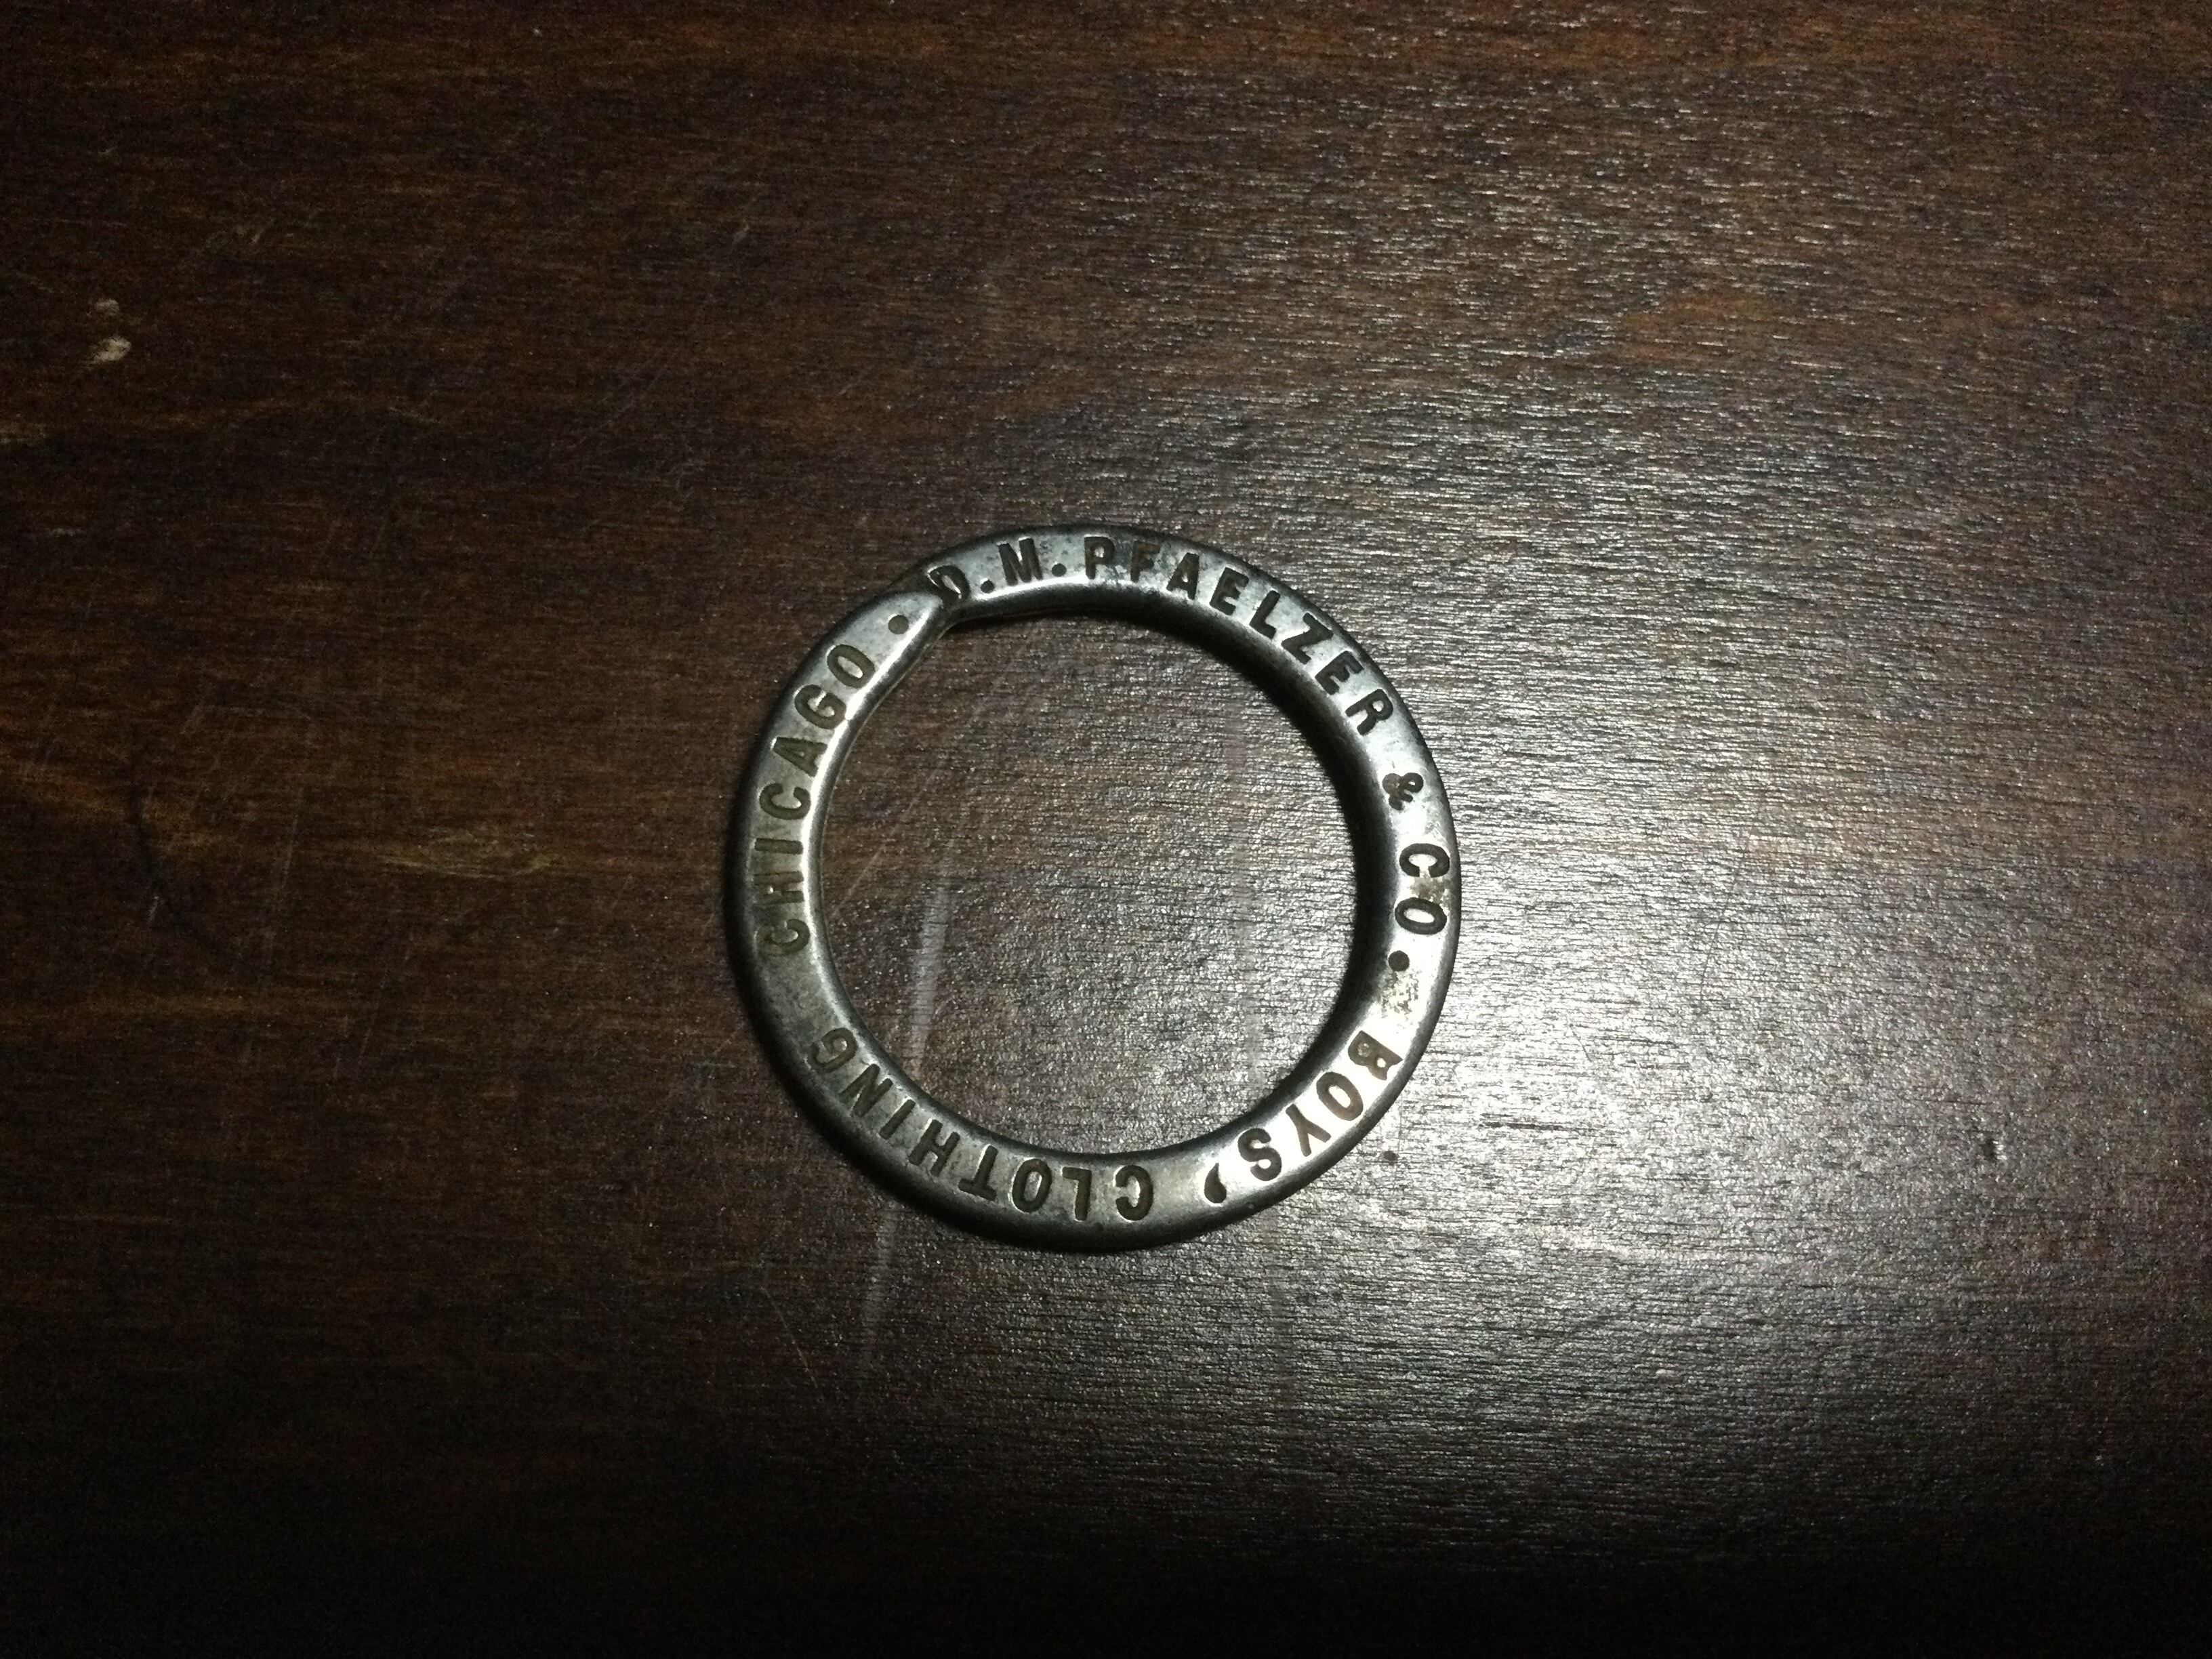 D.M.PFAELZER & CO. BOYS, CLOTHING CHICAGO.